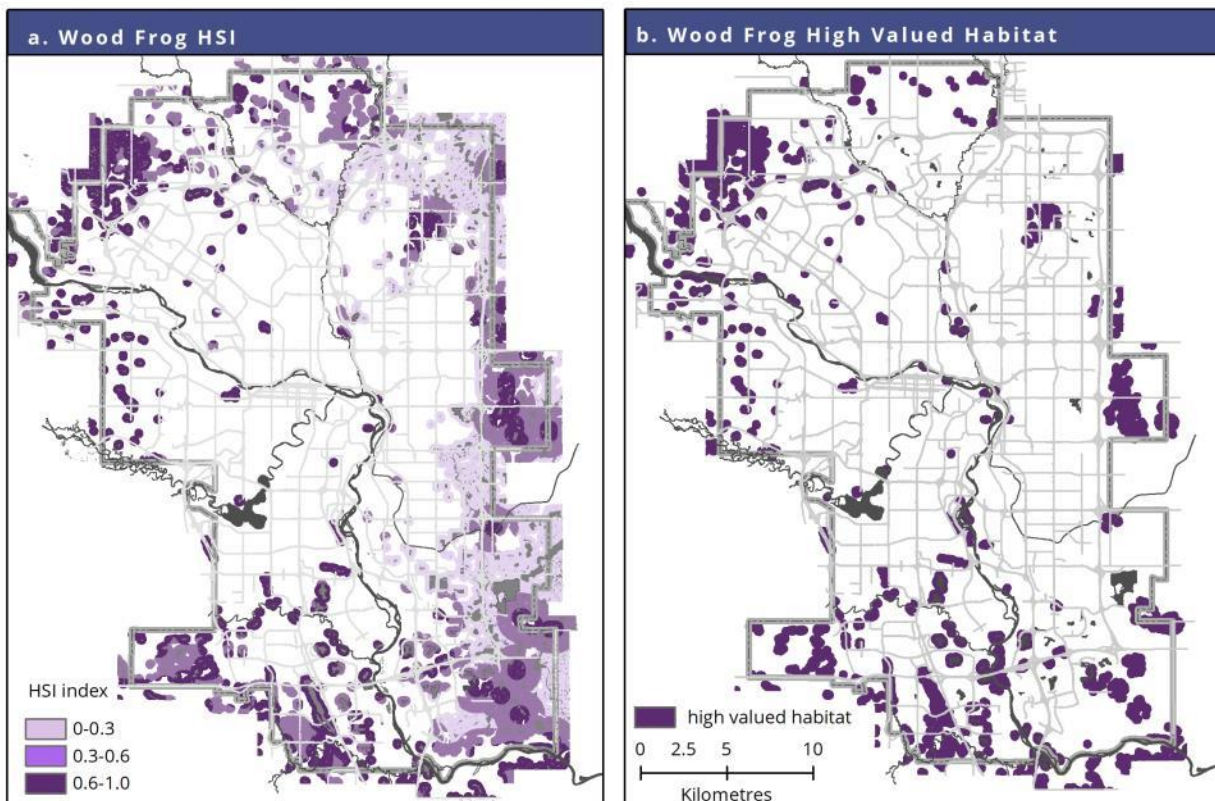 a. Wood Frog HSI
HSI index
0-0.3
0.3-0.6
0.6-1.0
b. Wood Frog High Valued Habitat
high valued habitat
0 2.5 5 10
Kilometres